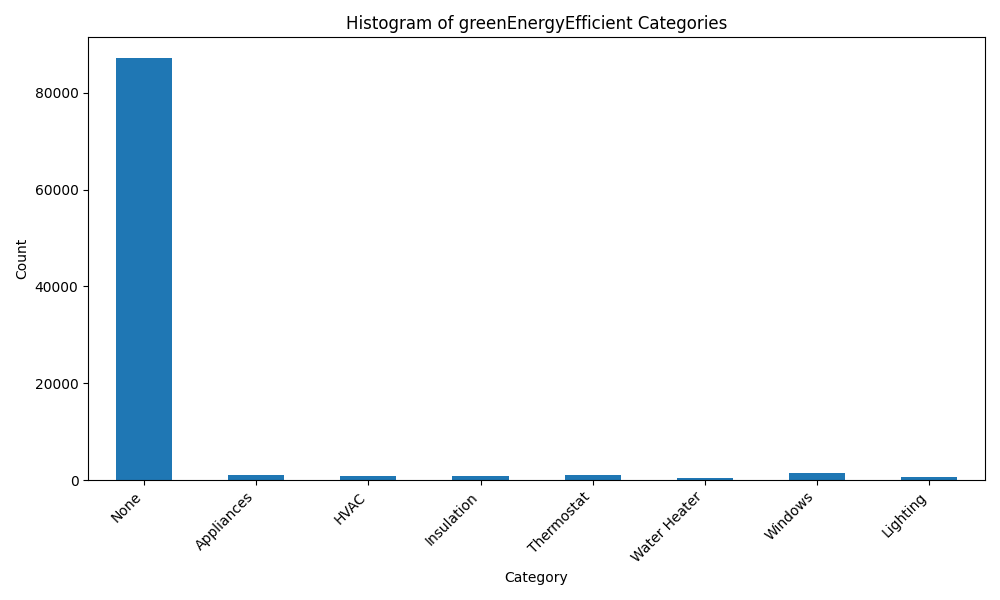 Histogram of greenEnergyEfficient Categories
Count
80000
60000
40000
20000
0
None
Appliances
HVAC
Insulation
Thermostat
Water Heater
Windows
Lighting
Category